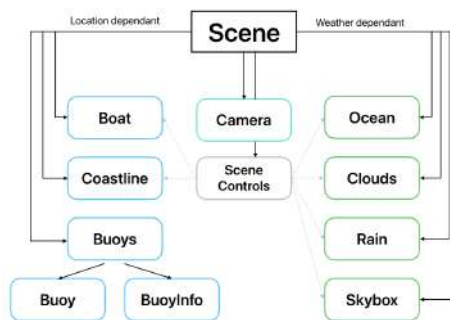 Location dependant
Scene
Weather dependant
Boat
Camera
Ocean
Coastline
Scene
Controls
Clouds
Buoys
Rain
Buoy
BuoyInfo
Skybox